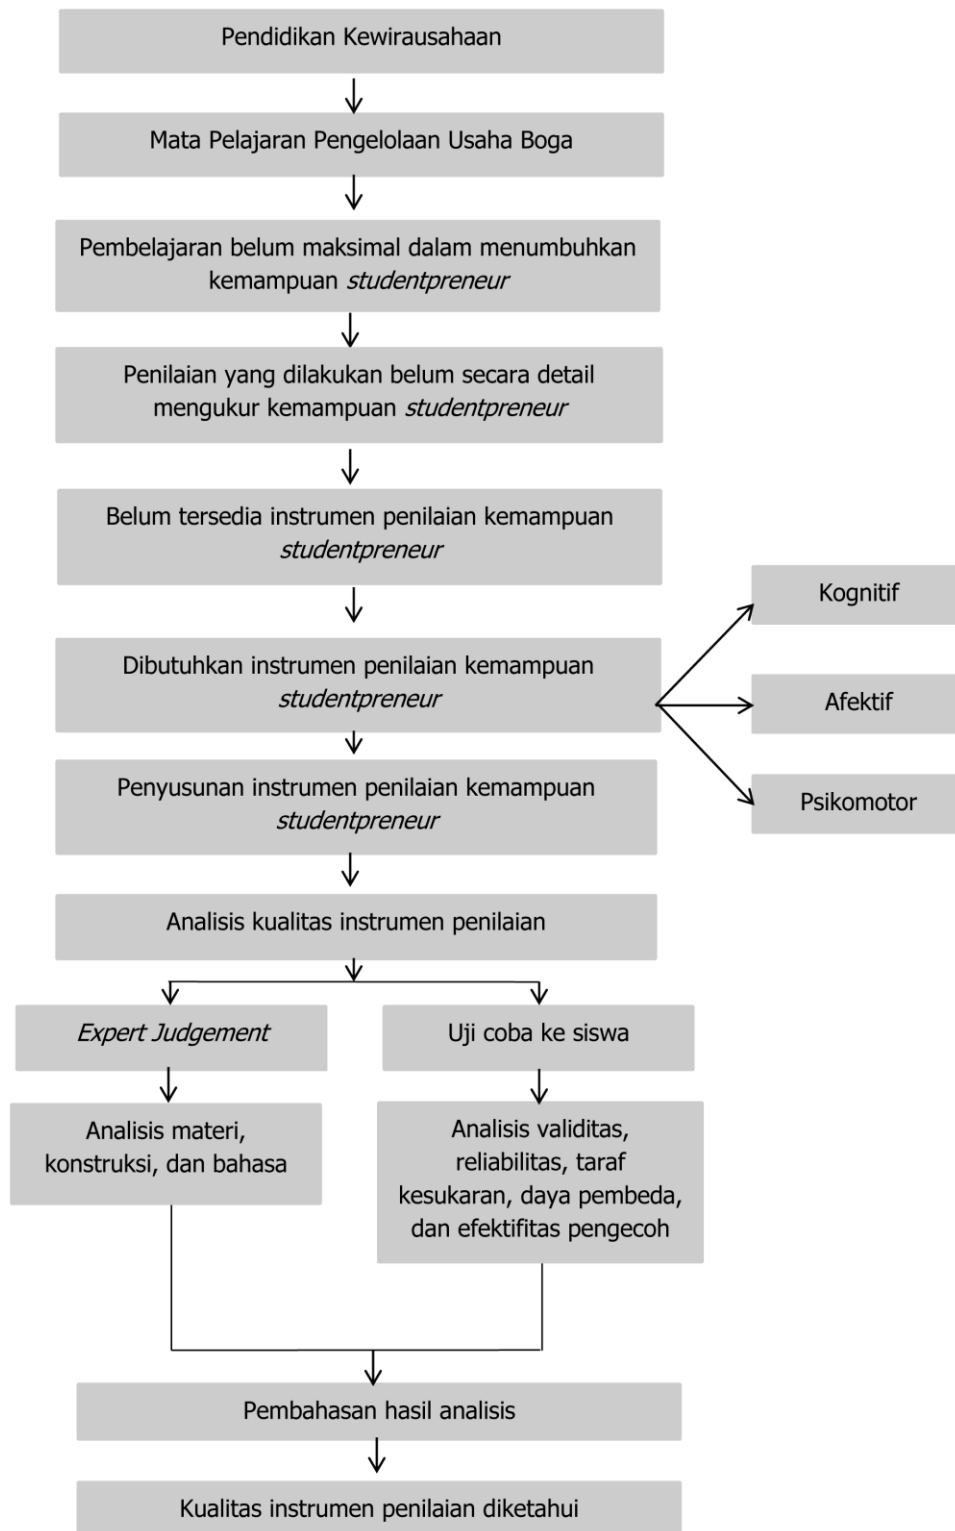 Pendidikan Kewirausahaan
Mata Pelajaran Pengelolaan Usaha Boga
Pembelajaran belum maksimal dalam menumbuhkan
kemampuan studentpreneur
Penilaian yang dilakukan belum secara detail
mengukur kemampuan studentpreneur
Belum tersedia instrumen penilaian kemampuan
studentpreneur
Dibutuhkan instrumen penilaian kemampuan
studentpreneur
Kognitif
Afektif
Psikomotor
Penyusunan instrumen penilaian kemampuan
studentpreneur
Analisis kualitas instrumen penilaian
Expert Judgement
Analisis materi,
konstruksi, dan bahasa
Uji coba ke siswa
Analisis validitas,
reliabilitas, taraf
kesukaran, daya pembeda,
dan efektifitas pengecoh
Pembahasan hasil analisis
Kualitas instrumen penilaian diketahui